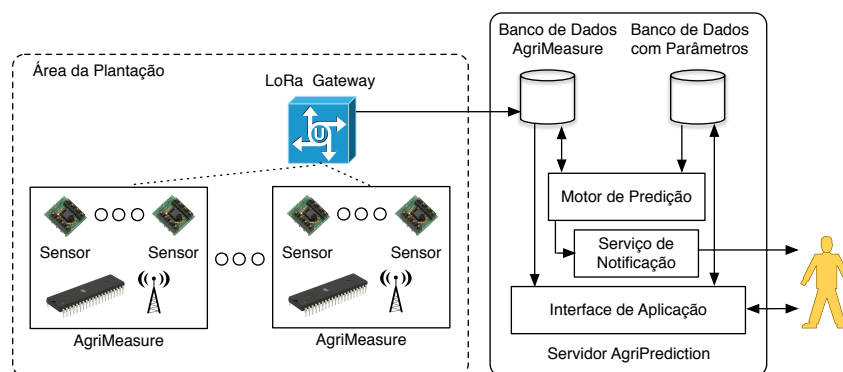 Área da Plantação
LoRa Gateway
U
Sensor
Sensor
AgriMeasure
Sensor
Sensor
AgriMeasure
Banco de Dados
AgriMeasure
Banco de Dados
com Parâmetros
Motor de Predição
Serviço de
Notificação
Interface de Aplicação
Servidor AgriPrediction